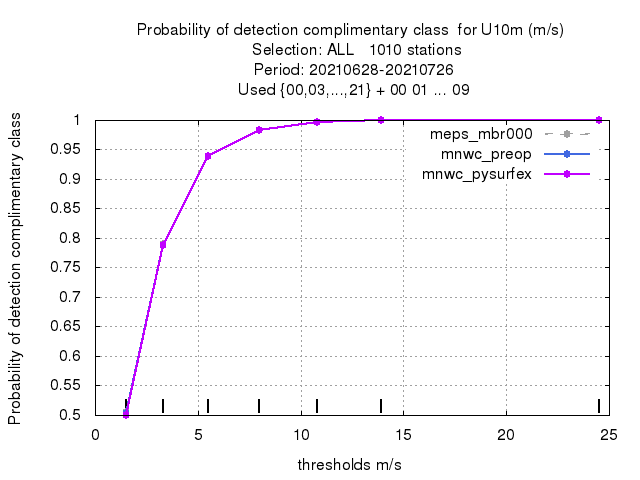 Probability of detection complimentary class  for U10m (m/s)
Selection: ALL   1010 stations
Period: 20210628-20210726
Used {00,03,...,21} + 00 01 ... 09
Probability of detection complimentary class
1
0.95
0.9
0.85
0.8
0.75
0.7
0.65
0.6
0.55
0.5
meps_mbr000
mnwc_preop
mnwc_pysurfex
0 5 10 15 20 25
thresholds m/s